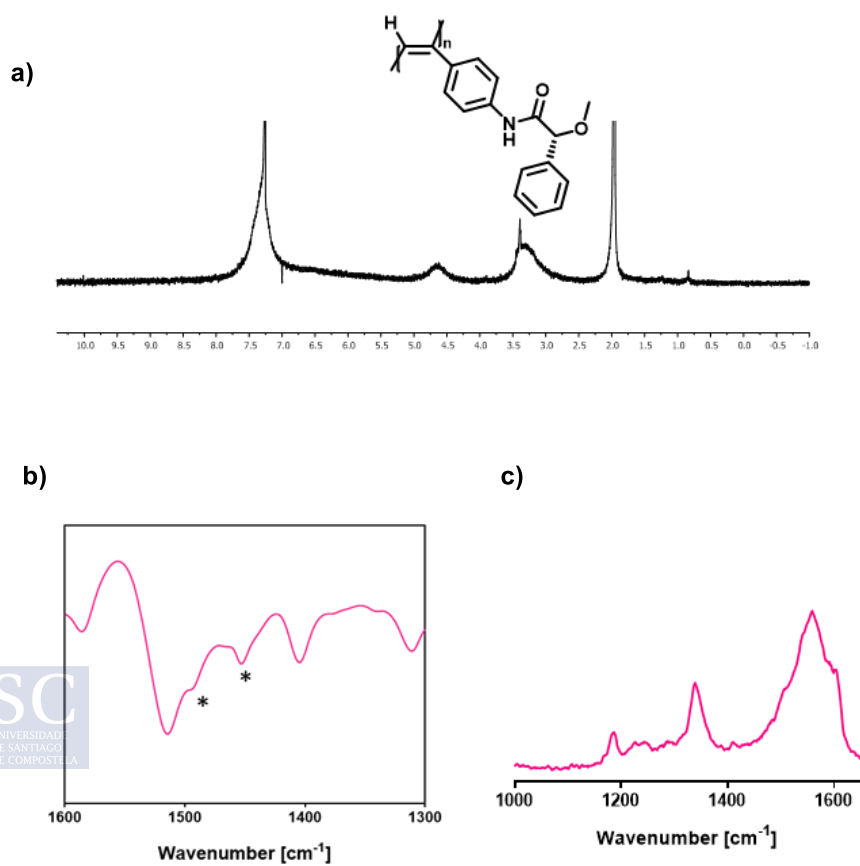 a)
H
n
O
N
H
O
10.0 9.5 9.0 8.5 8.0 7.5 7.0 6.5 6.0 5.5 5.0 4.5 4.0 3.5 3.0 2.5 2.0 1.5 1.0 0.5 0.0 -0.5 -1.0
b)
c)
*
*
SC
NIVERSIDADE
E SANTIAGO
E COMPOSTELA
1600 1500 1400 1300
Wavenumber [cm-1]
1000 1200 1400 1600
Wavenumber [cm-1]